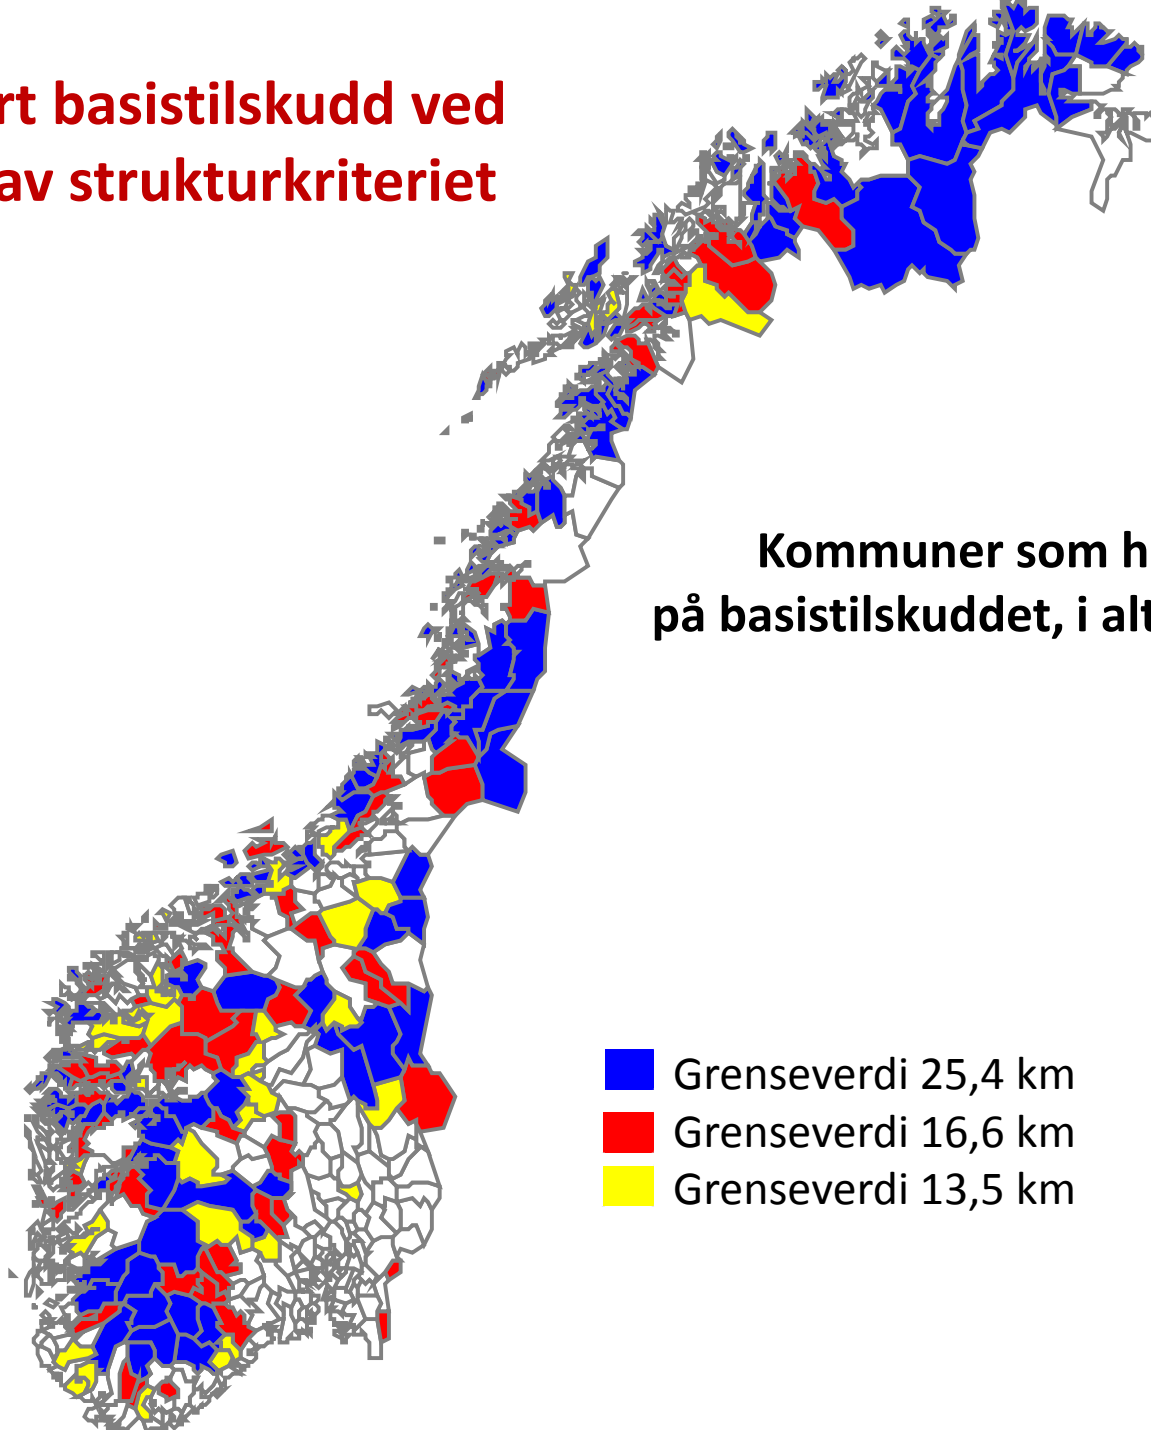 rt basistilskudd ved
av strukturkriteriet
Kommuner som h
på basistilskuddet, i alt
Grenseverdi 25,4 km
Grenseverdi 16,6 km
Grenseverdi 13,5 km